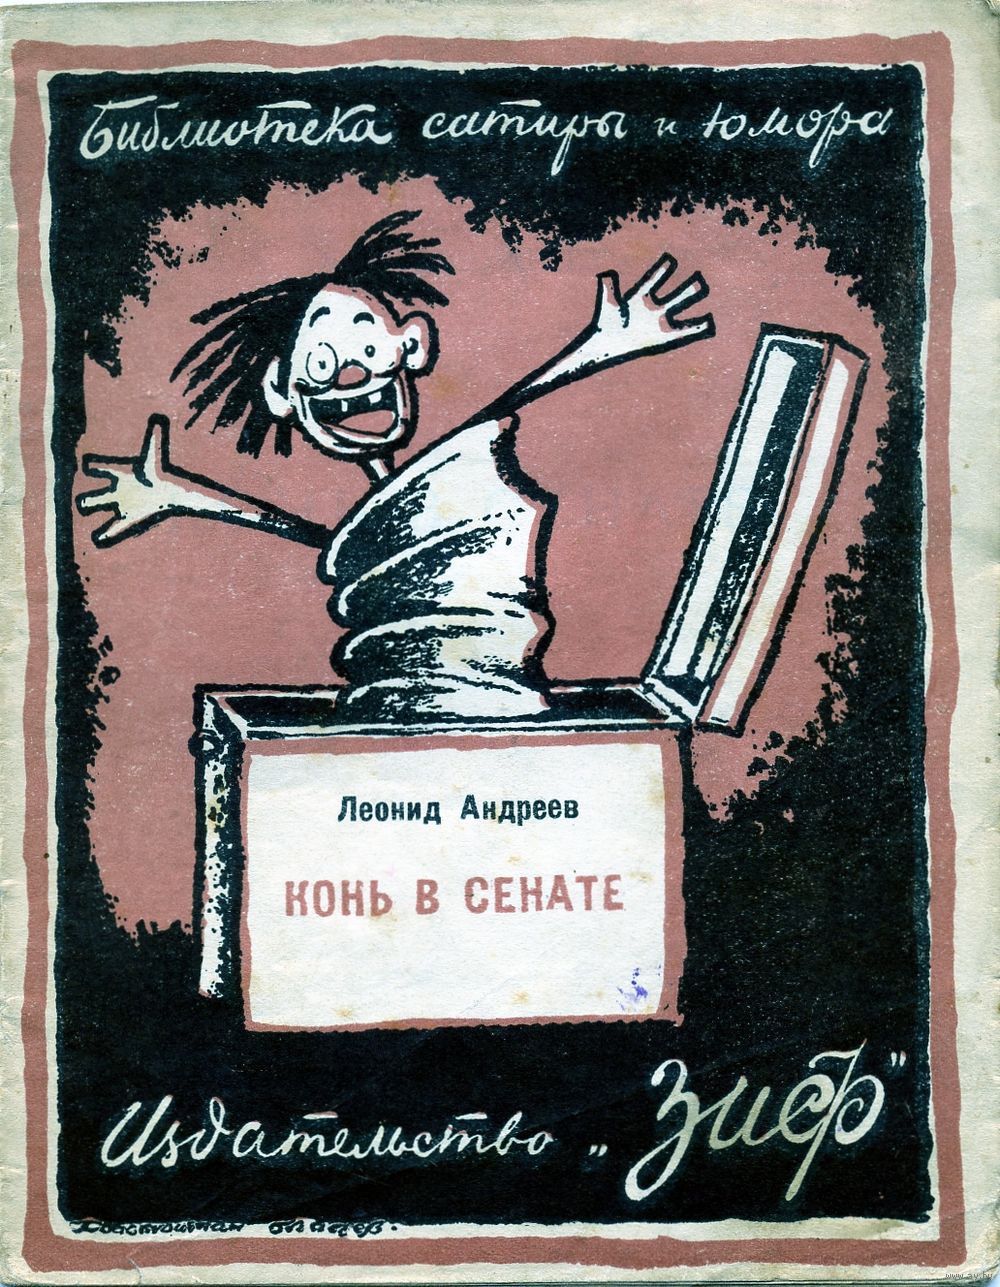 Библиотека сатиры и юмора
Леонид Андреев
КОНЬ В СЕНАТЕ
Издательство „ЗиФ"